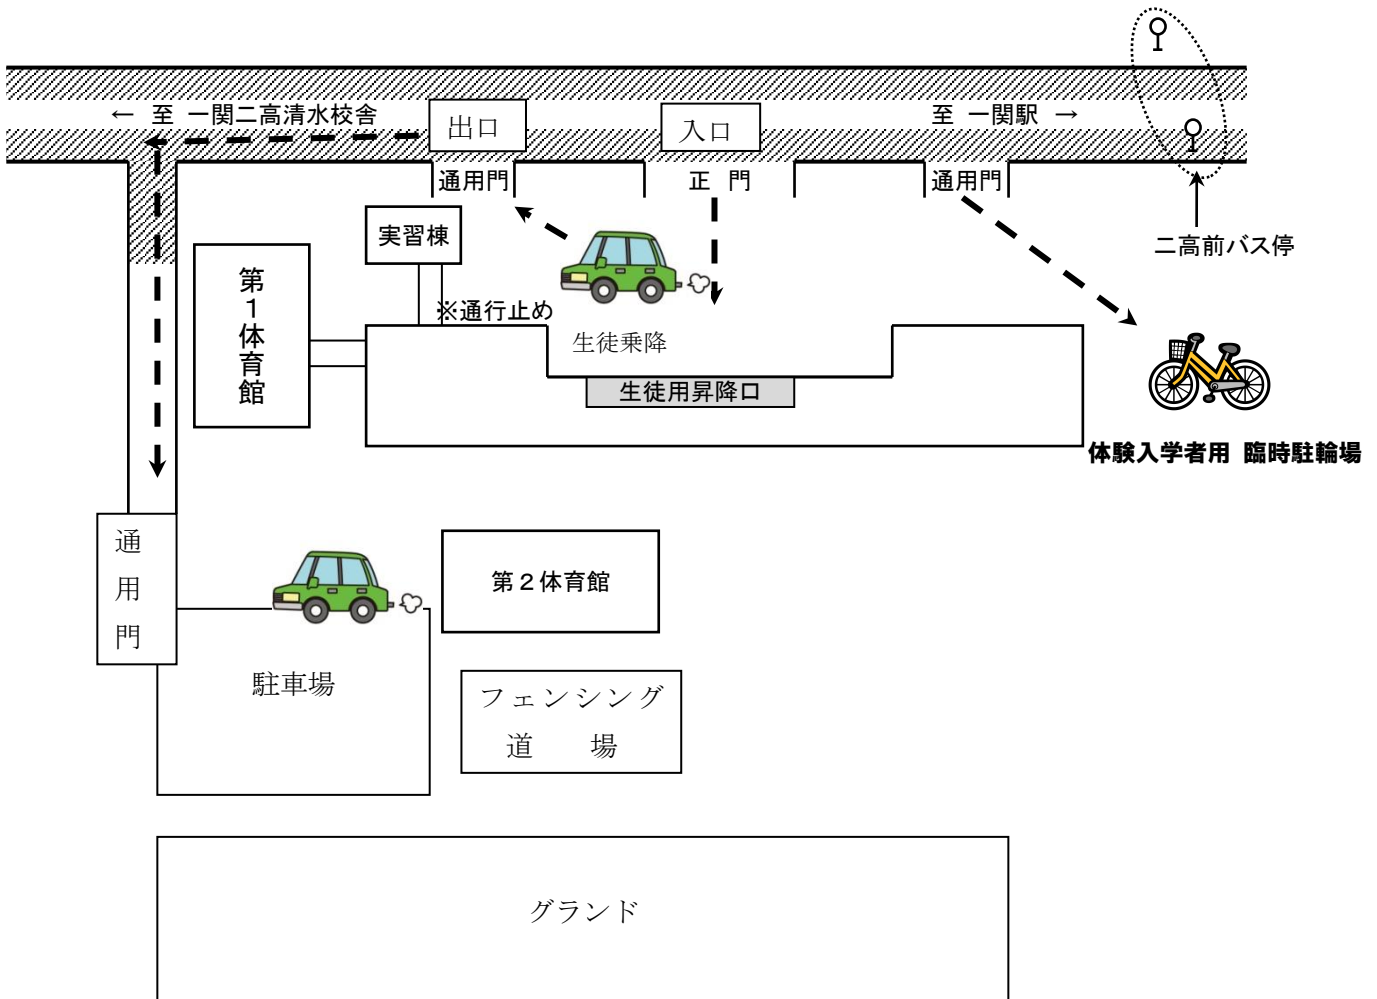 ← 至 一関二高清水校舎
出口
入口
至 一関駅 →
通用門
正 門
通用門
二高前バス停
実習棟
第1体育館
※通行止め
生徒乗降
生徒用昇降口
体験入学者用 臨時駐輪場
通用門
第2体育館
駐車場
フェンシング
道 場
グランド